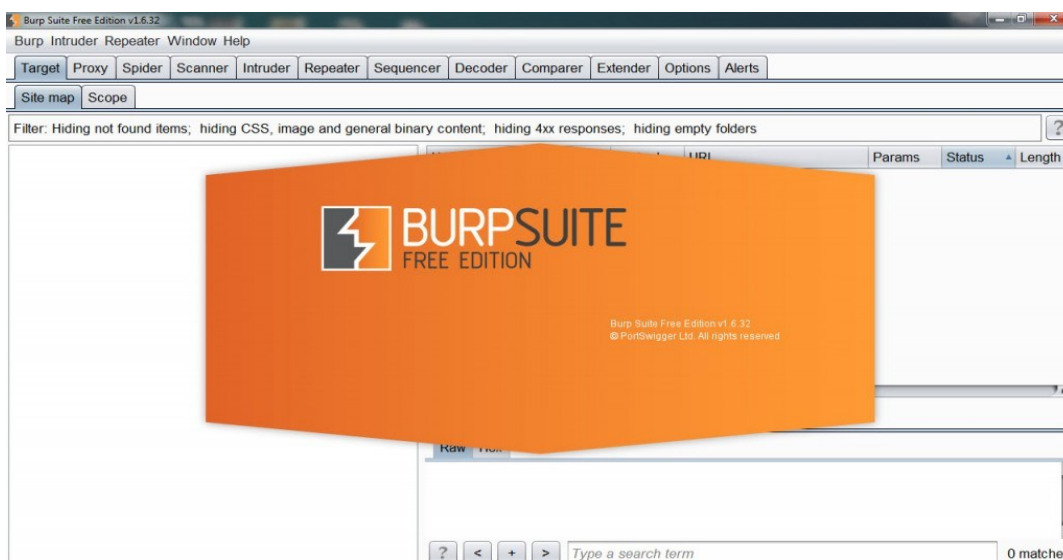 Burp Suite Free Edition v1.6.32
Burp Intruder Repeater Window Help
Target Proxy Spider Scanner Intruder Repeater Sequencer Decoder Comparer Extender Options Alerts
Site map Scope
Filter: Hiding not found items; hiding CSS, image and general binary content; hiding 4xx responses; hiding empty folders ?
URL Params Status Length
BURPSUITE
FREE EDITION
Burp Suite Free Edition v1.6.32
© PortSwigger Ltd. All rights reserved
Raw
? < + > Type a search term 0 matche